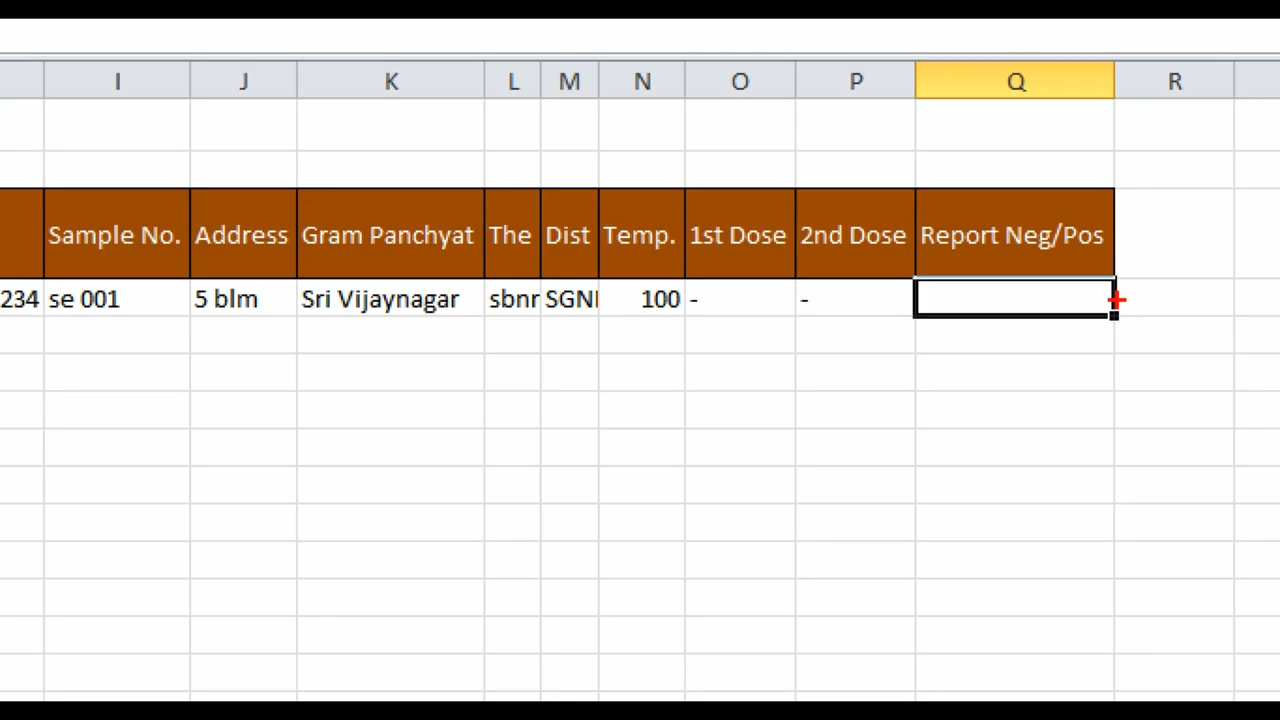 I J K L M N O P Q R
Sample No. Address Gram Panchyat The Dist Temp. 1st Dose 2nd Dose Report Neg/Pos
234 se 001 5 blm Sri Vijaynagar sbnr SGN 100 - -